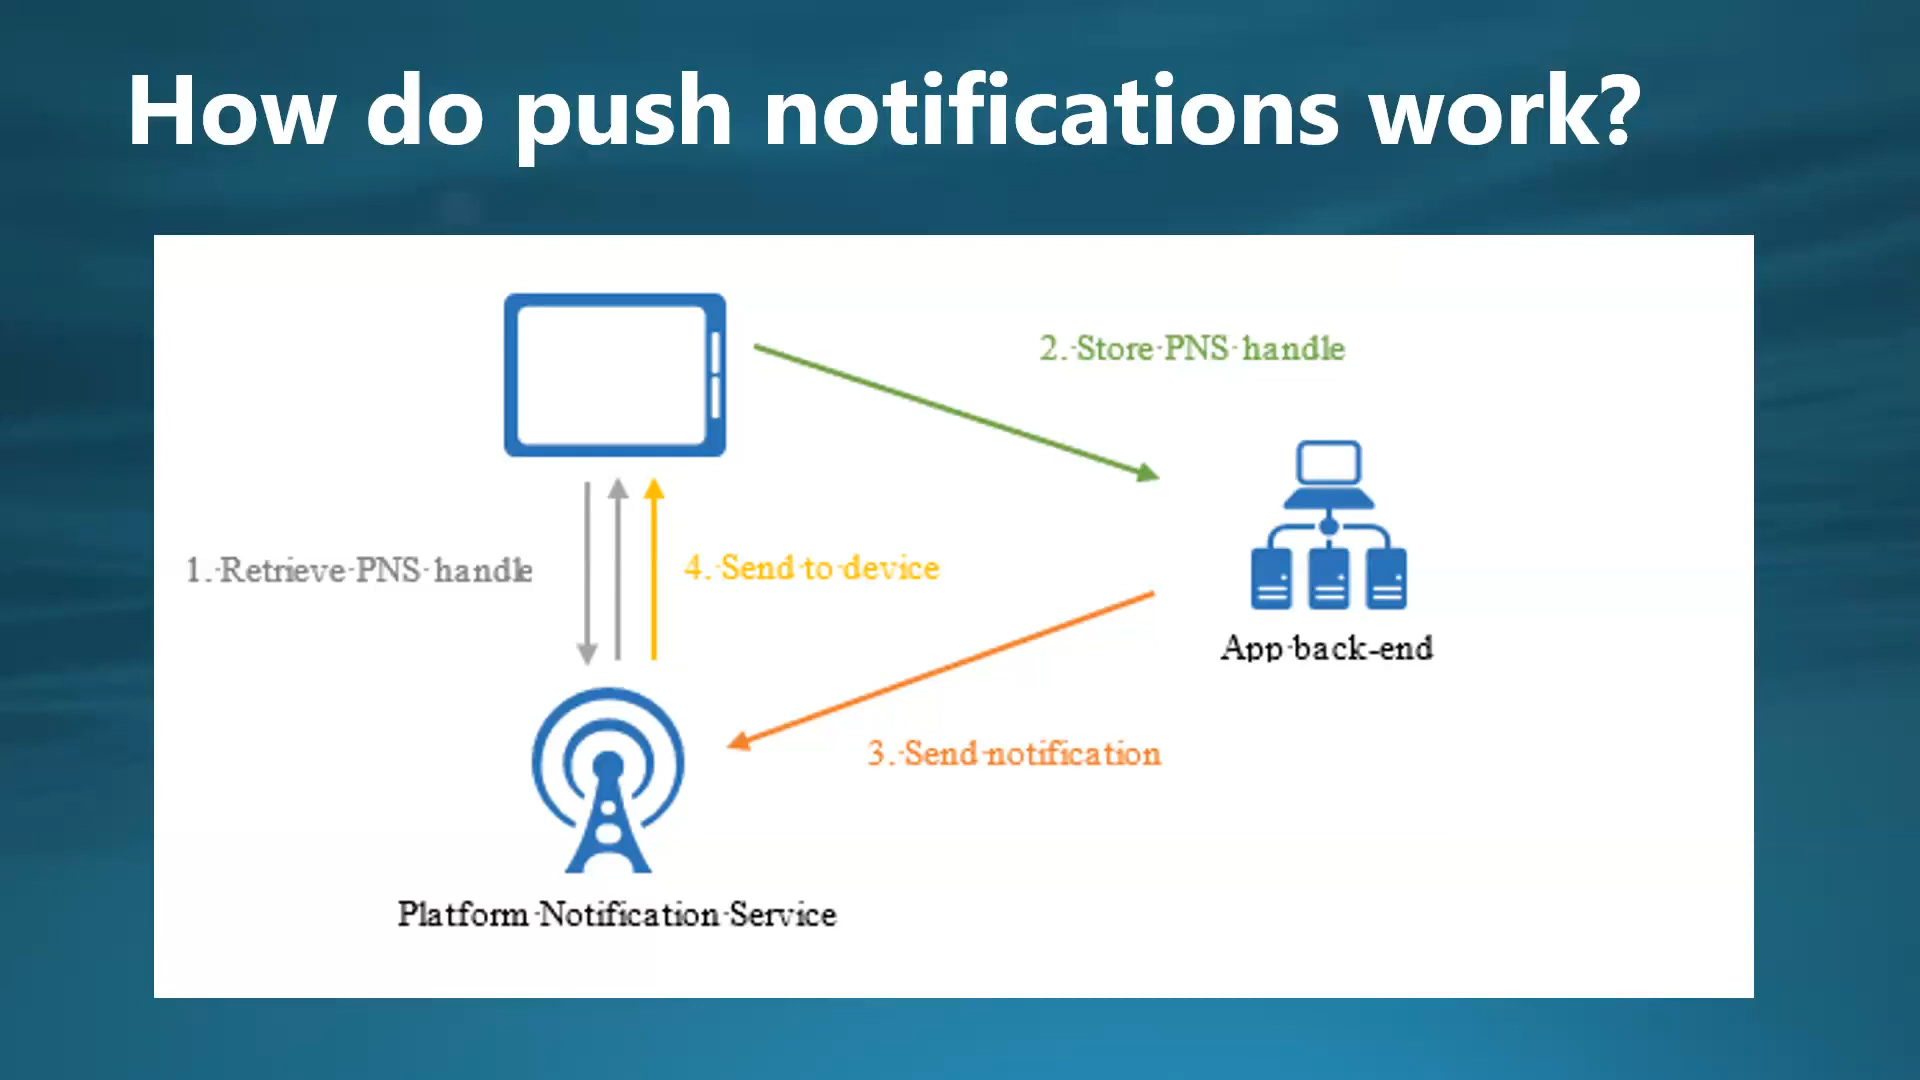 How do push notifications work?
2. Store PNS handle
1. Retrieve PNS handle
4. Send to device
App back-end
3. Send notification
Platform Notification Service